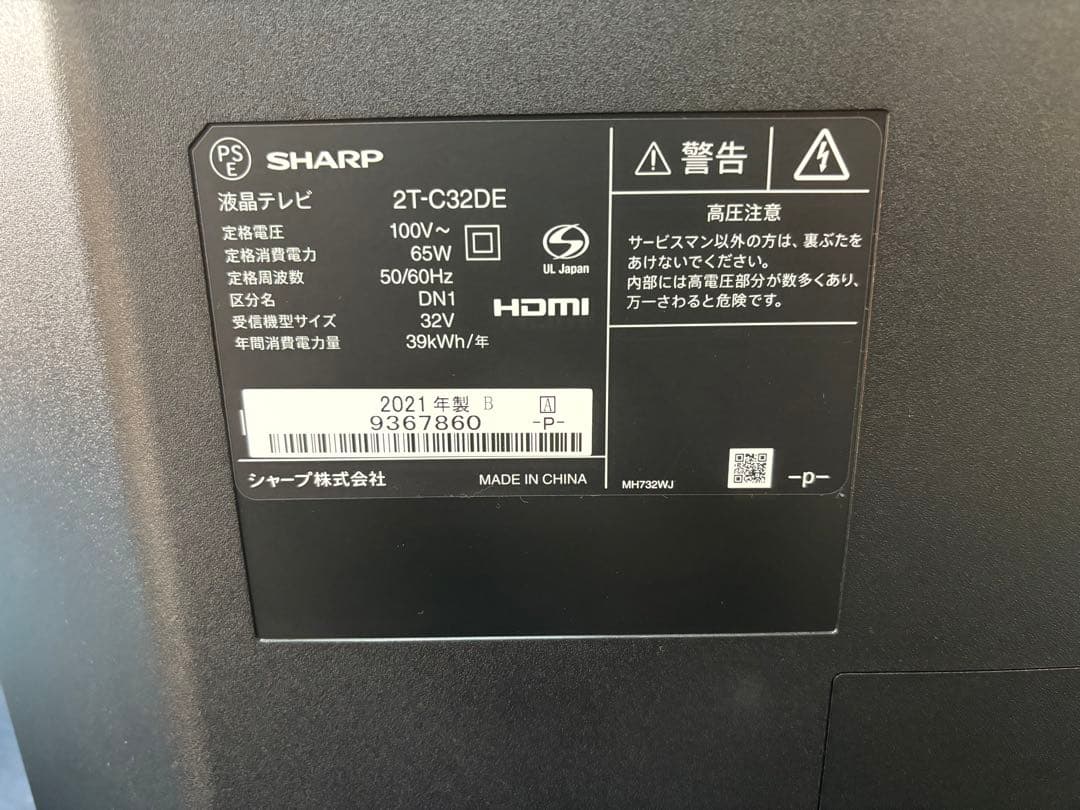 PS
E
SHARP
液晶テレビ 2T-C32DE
定格電圧 100V～
定格消費電力 65W
定格周波数 50/60Hz
区分名 DN1
受信機型サイズ 32V
年間消費電力量 39kWh/年
UL Japan
HDMI
2021年製 B A
9367860 -P-
シャープ株式会社 MADE IN CHINA
警告
高圧注意
サービスマン以外の方は、裏ぶたを
あけないでください。
内部には高電圧部分が数多くあり、
万一さわると危険です。
MH732WJ -p-